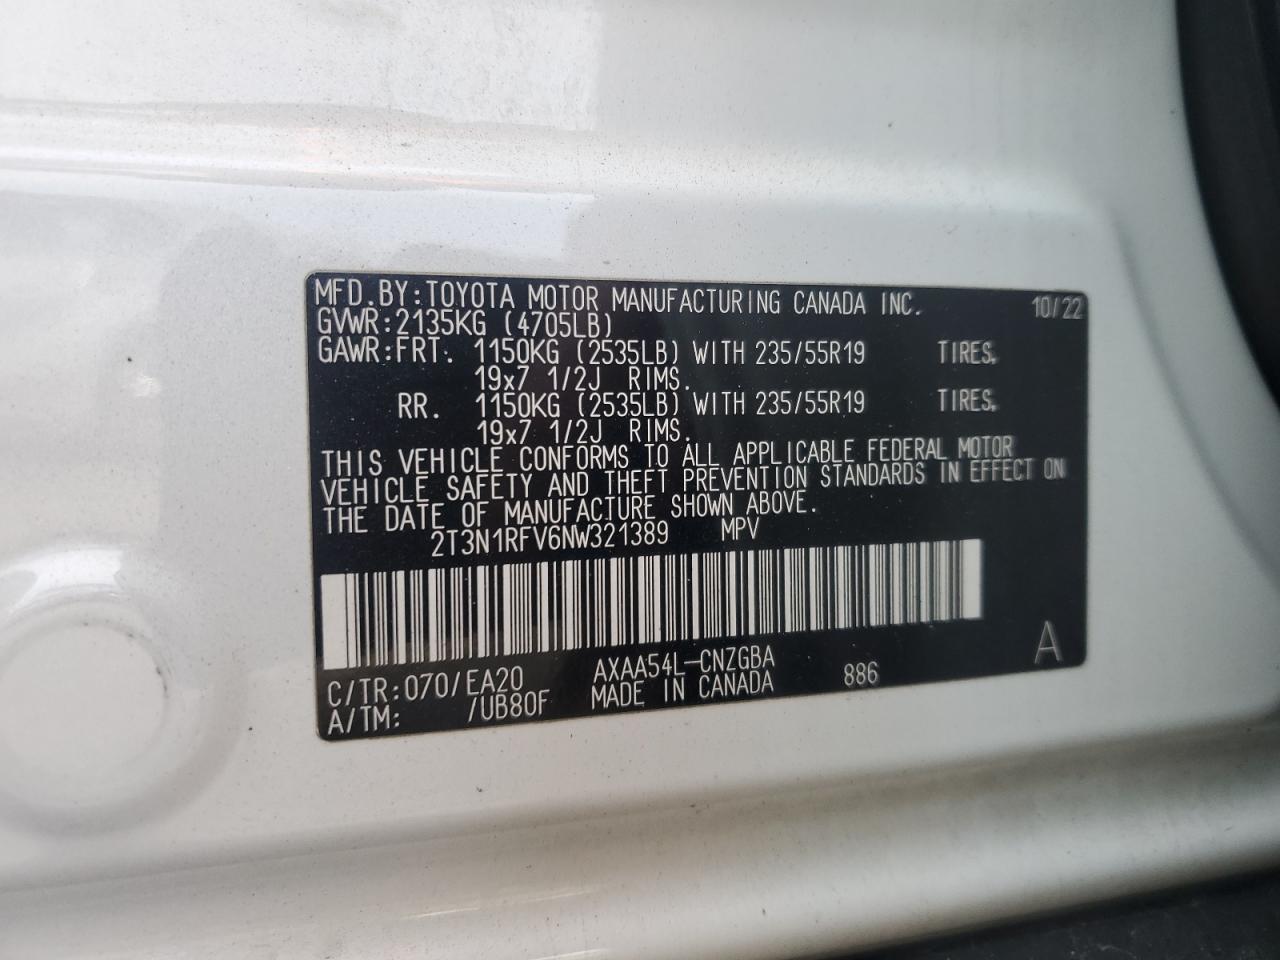 MFD.BY:TOYOTA MOTOR MANUFACTURING CANADA INC. 10/22
GVWR:2135KG (4705LB)
GAWR:FRT. 1150KG (2535LB) WITH 235/55R19 TIRES,
19x7 1/2J RIMS.
RR. 1150KG (2535LB) WITH 235/55R19 TIRES,
19x7 1/2J RIMS.
THIS VEHICLE CONFORMS TO ALL APPLICABLE FEDERAL MOTOR
VEHICLE SAFETY AND THEFT PREVENTION STANDARDS IN EFFECT ON
THE DATE OF MANUFACTURE SHOWN ABOVE.
2T3N1RFV6NW321389 MPV
C/TR:070/EA20 AXAA54L-CNZGBA 886 A
A/TM: /UB80F MADE IN CANADA